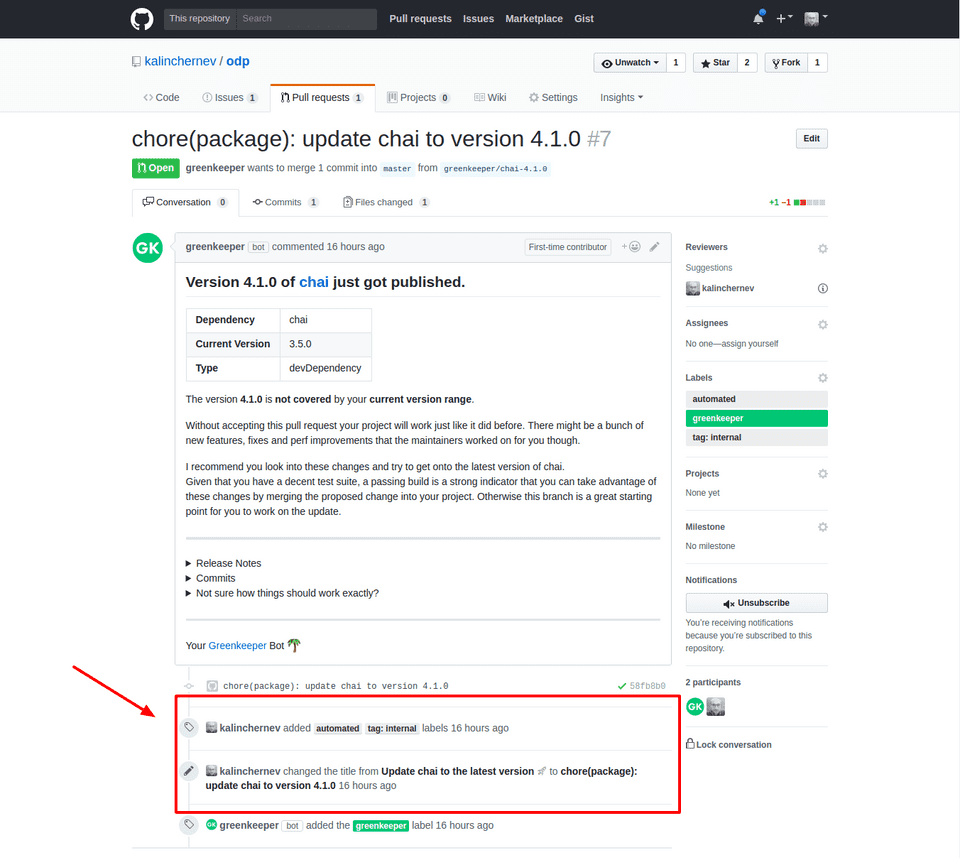 This repository Search Pull requests Issues Marketplace Gist
kalinchernev / odp
Unwatch 1 Star 2 Fork 1
Code Issues 1 Pull requests 1 Projects 0 Wiki Settings Insights
chore(package): update chai to version 4.1.0 #7
Edit
Open greenkeeper wants to merge 1 commit into master from greenkeeper/chai-4.1.0
Conversation 0 Commits 1 Files changed 1
+1 −1
GK
greenkeeper bot commented 16 hours ago First-time contributor
Version 4.1.0 of chai just got published.
Dependency chai
Current Version 3.5.0
Type devDependency
The version 4.1.0 is not covered by your current version range.
Without accepting this pull request your project will work just like it did before. There might be a bunch of
new features, fixes and perf improvements that the maintainers worked on for you though.
I recommend you look into these changes and try to get onto the latest version of chai.
Given that you have a decent test suite, a passing build is a strong indicator that you can take advantage of
these changes by merging the proposed change into your project. Otherwise this branch is a great starting
point for you to work on the update.
Release Notes
Commits
Not sure how things should work exactly?
Your Greenkeeper Bot 🌴
chore(package): update chai to version 4.1.0 58fb8b0
kalinchernev added automated tag: internal labels 16 hours ago
kalinchernev changed the title from Update chai to the latest version 🚀 to chore(package):
update chai to version 4.1.0 16 hours ago
GK greenkeeper bot added the greenkeeper label 16 hours ago
Reviewers
Suggestions
kalinchernev
Assignees
No one—assign yourself
Labels
automated
greenkeeper
tag: internal
Projects
None yet
Milestone
No milestone
Notifications
Unsubscribe
You're receiving notifications
because you're subscribed to this
repository.
2 participants
GK
Lock conversation